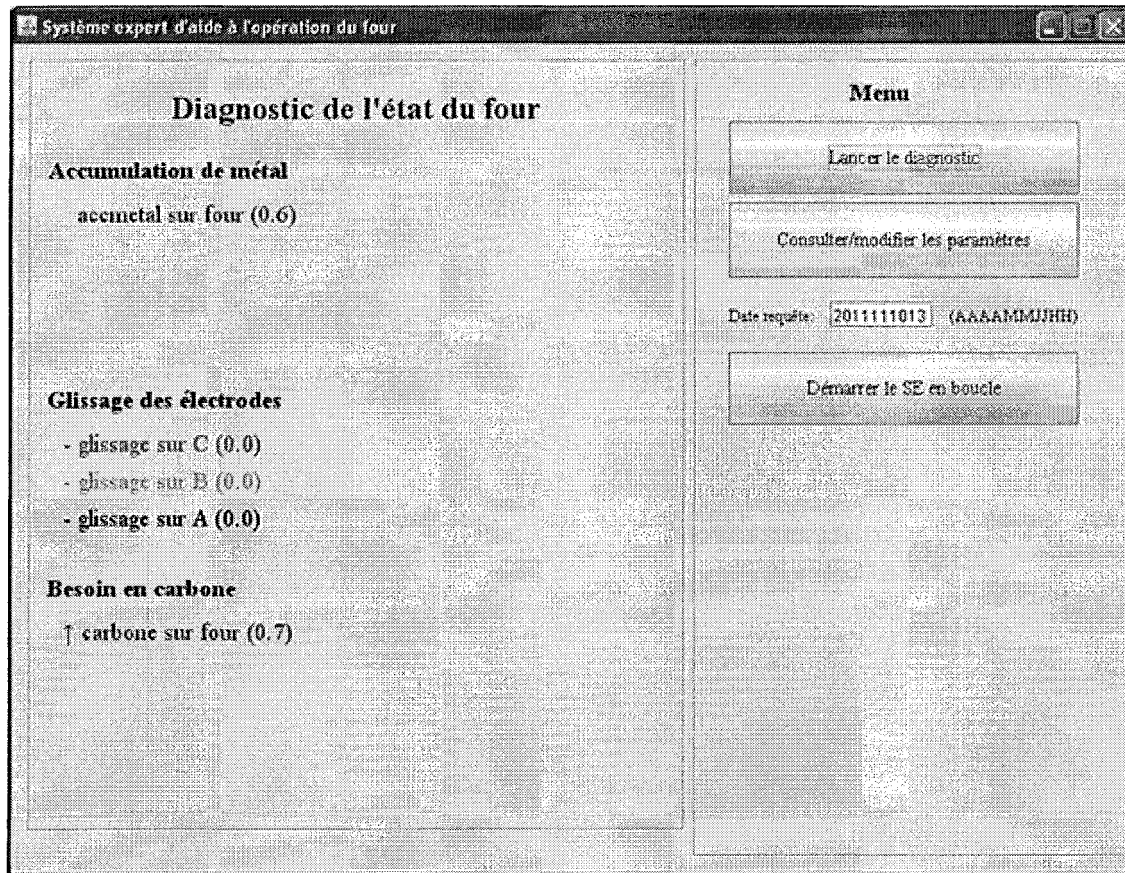 Système expert d'aide à l'opération du four
Diagnostic de l'état du four
Accumulation de métal
accmetal sur four (0.6)
Glissage des électrodes
- glissage sur C (0.0)
- glissage sur B (0.0)
- glissage sur A (0.0)
Besoin en carbone
↑ carbone sur four (0.7)
Menu
Lancer le diagnostic
Consulter/modifier les paramètres
Date requête: 2011111013 (AAAAMMJJHH)
Démarrer le SE en boucle